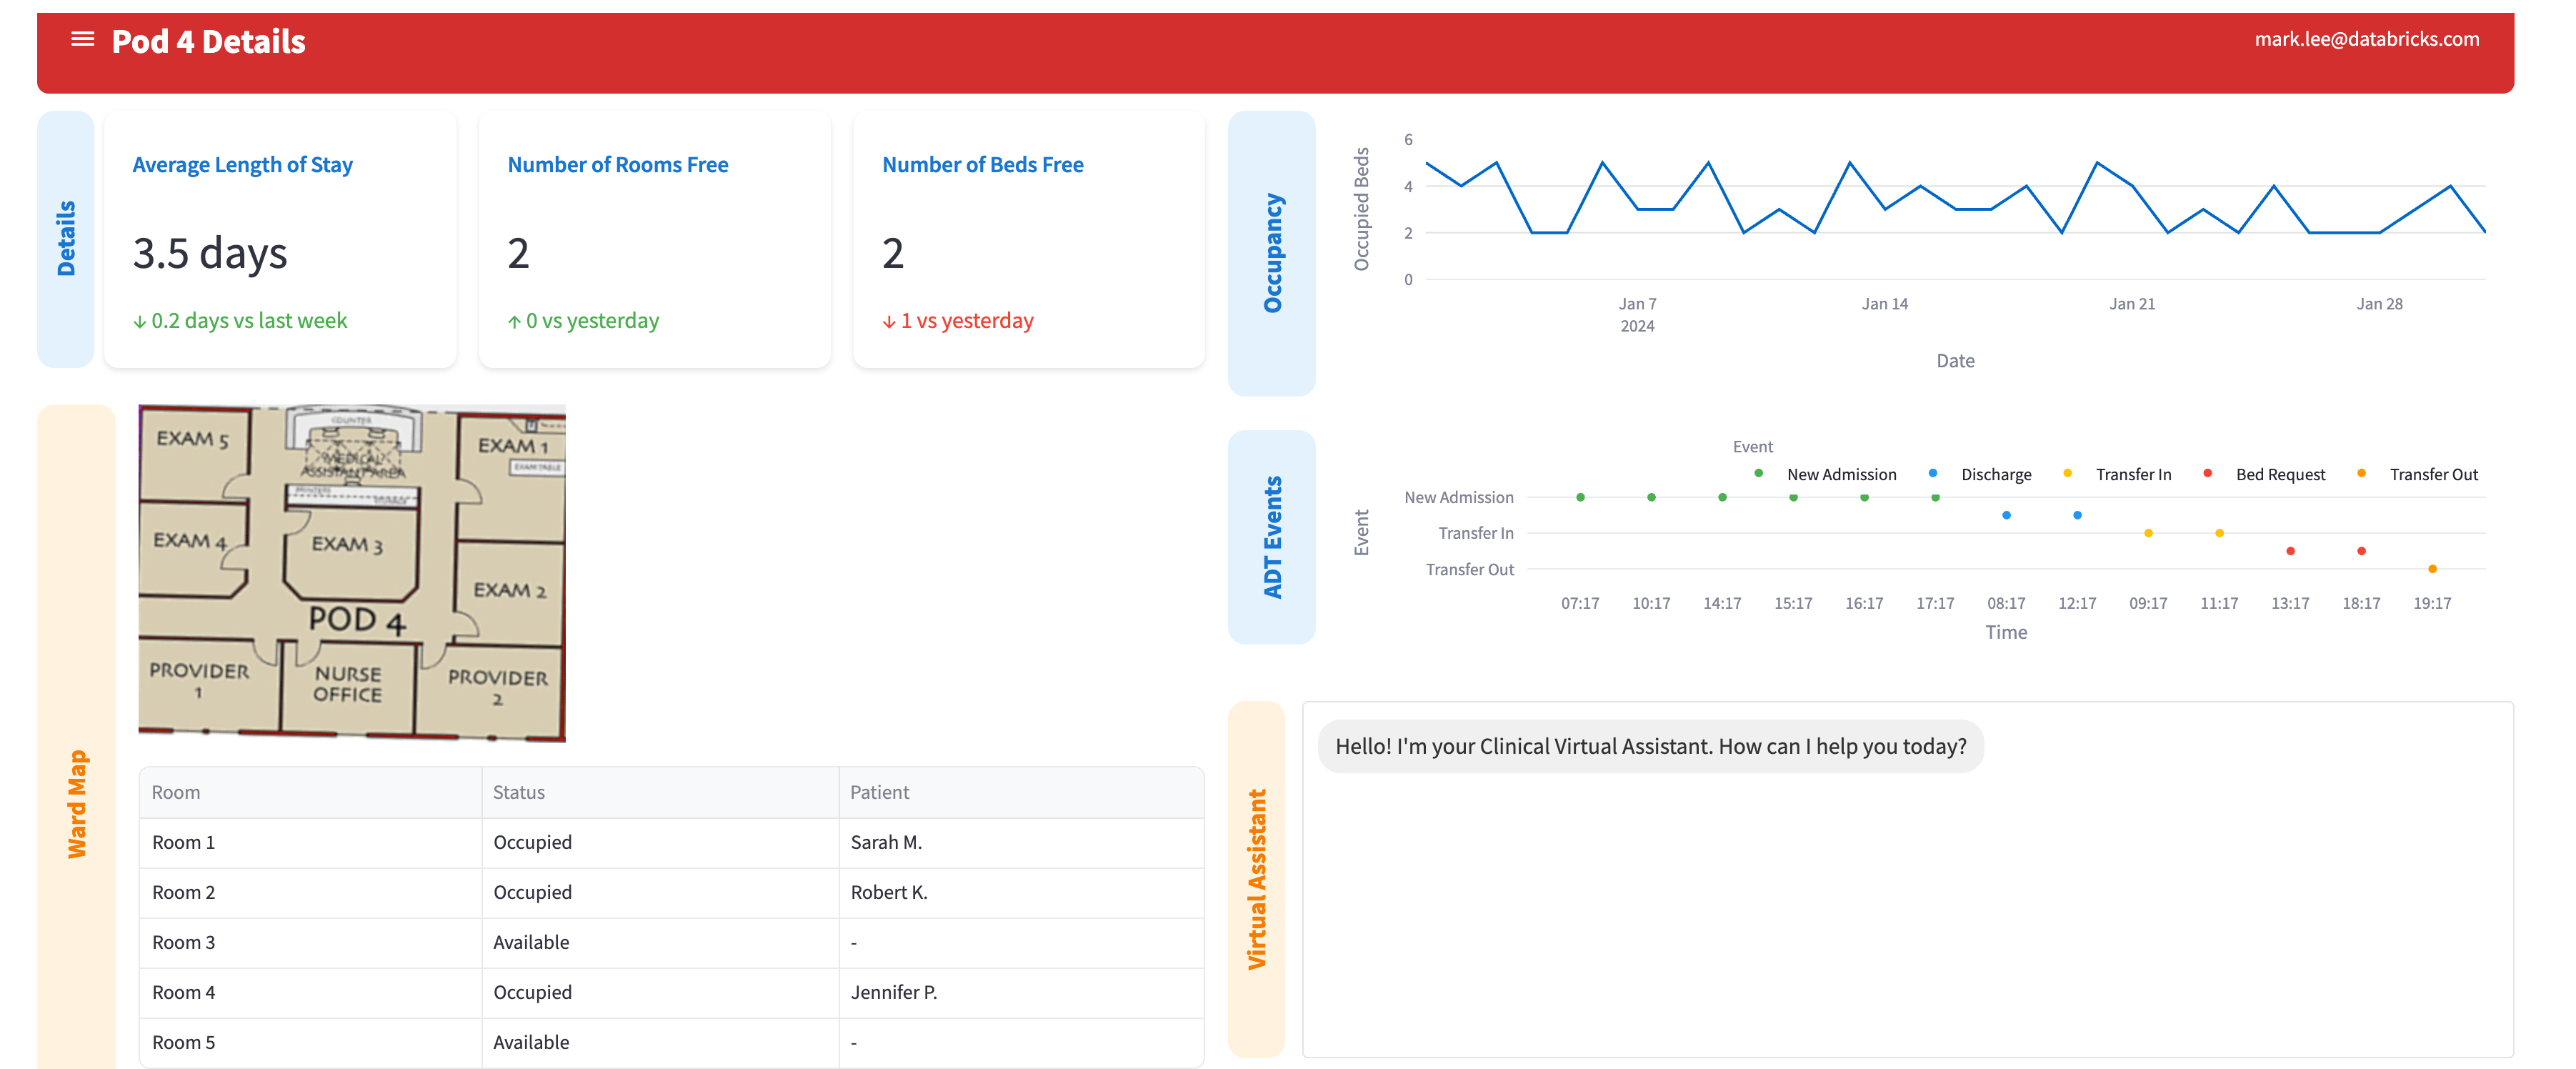 Pod 4 Details
mark.lee@databricks.com
Details
Average Length of Stay
3.5 days
↓ 0.2 days vs last week
Number of Rooms Free
2
↑ 0 vs yesterday
Number of Beds Free
2
↓ 1 vs yesterday
Occupancy
Occupied Beds
6
4
2
0
Jan 7
2024
Jan 14
Jan 21
Jan 28
Date
Ward Map
EXAM 5
COUNTER
MEDICAL
ASSISTANT AREA
EXAM 1
EXAM TABLE
EXAM 4
EXAM 3
EXAM 2
POD 4
PROVIDER
1
NURSE
OFFICE
PROVIDER
2
ADT Events
Event
New Admission
Discharge
Transfer In
Bed Request
Transfer Out
Event
New Admission
Transfer In
Transfer Out
07:17 10:17 14:17 15:17 16:17 17:17 08:17 12:17 09:17 11:17 13:17 18:17 19:17
Time
Room Status Patient
Room 1 Occupied Sarah M.
Room 2 Occupied Robert K.
Room 3 Available -
Room 4 Occupied Jennifer P.
Room 5 Available -
Virtual Assistant
Hello! I'm your Clinical Virtual Assistant. How can I help you today?